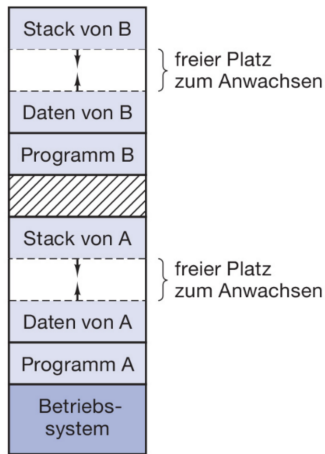 Stack von B
freier Platz
zum Anwachsen
Daten von B
Programm B
Stack von A
freier Platz
zum Anwachsen
Daten von A
Programm A
Betriebs-
system